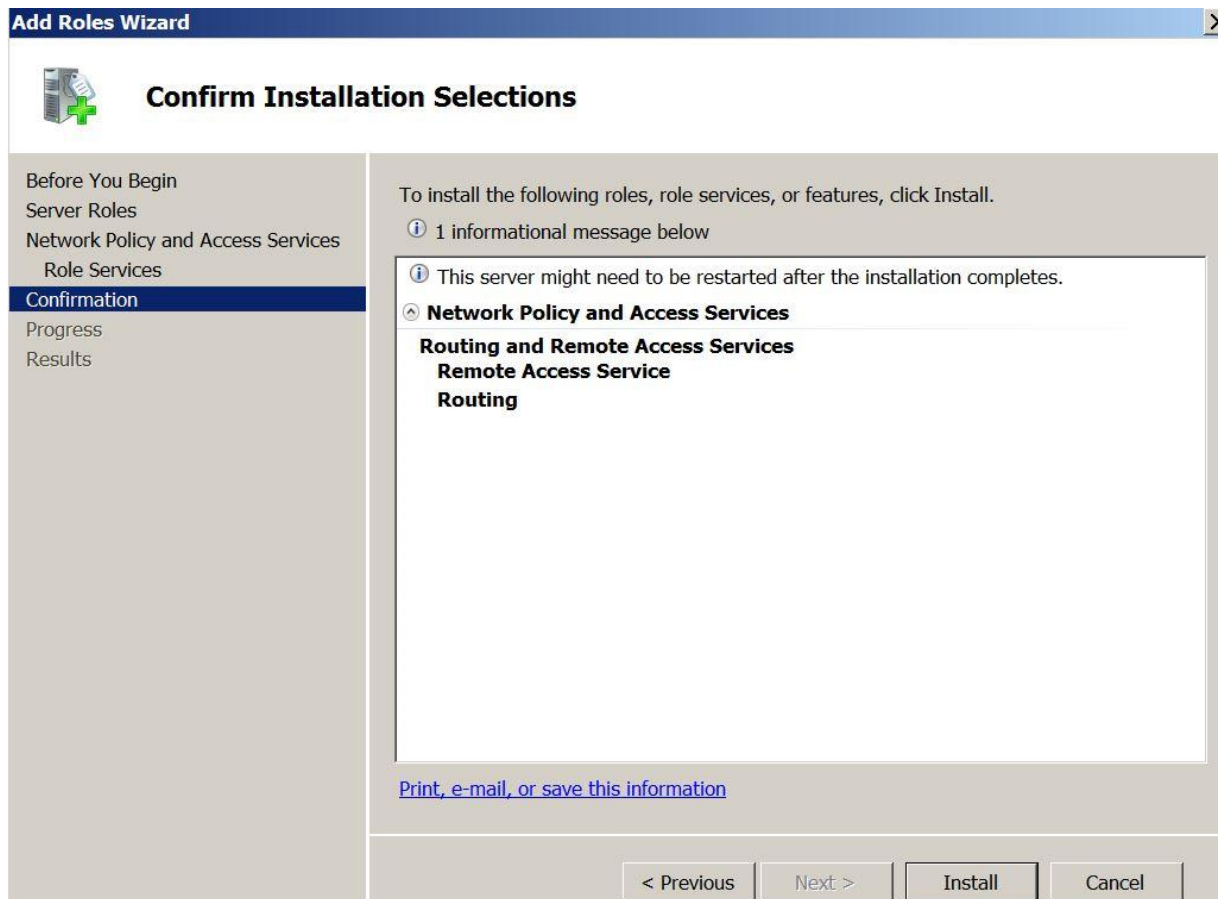 Add Roles Wizard
Confirm Installation Selections
Before You Begin
Server Roles
Network Policy and Access Services
Role Services
Confirmation
Progress
Results
To install the following roles, role services, or features, click Install.
1 informational message below
This server might need to be restarted after the installation completes.
Network Policy and Access Services
Routing and Remote Access Services
Remote Access Service
Routing
Print, e-mail, or save this information
< Previous
Next >
Install
Cancel